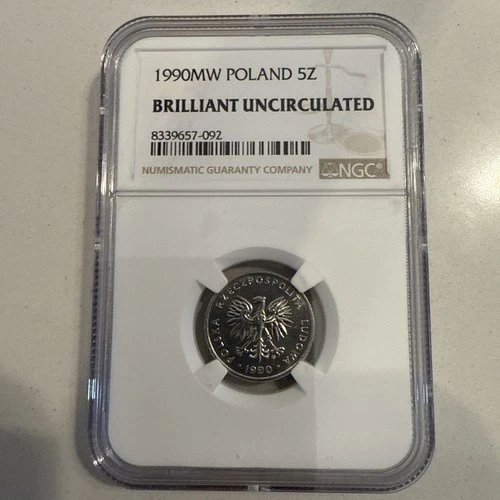 1990MW POLAND 5Z
BRILLIANT UNCIRCULATED
8339657-092
NUMISMATIC GUARANTY COMPANY
NGC®
POLSKA RZECZPOSPOLITA LUDOWA
1990